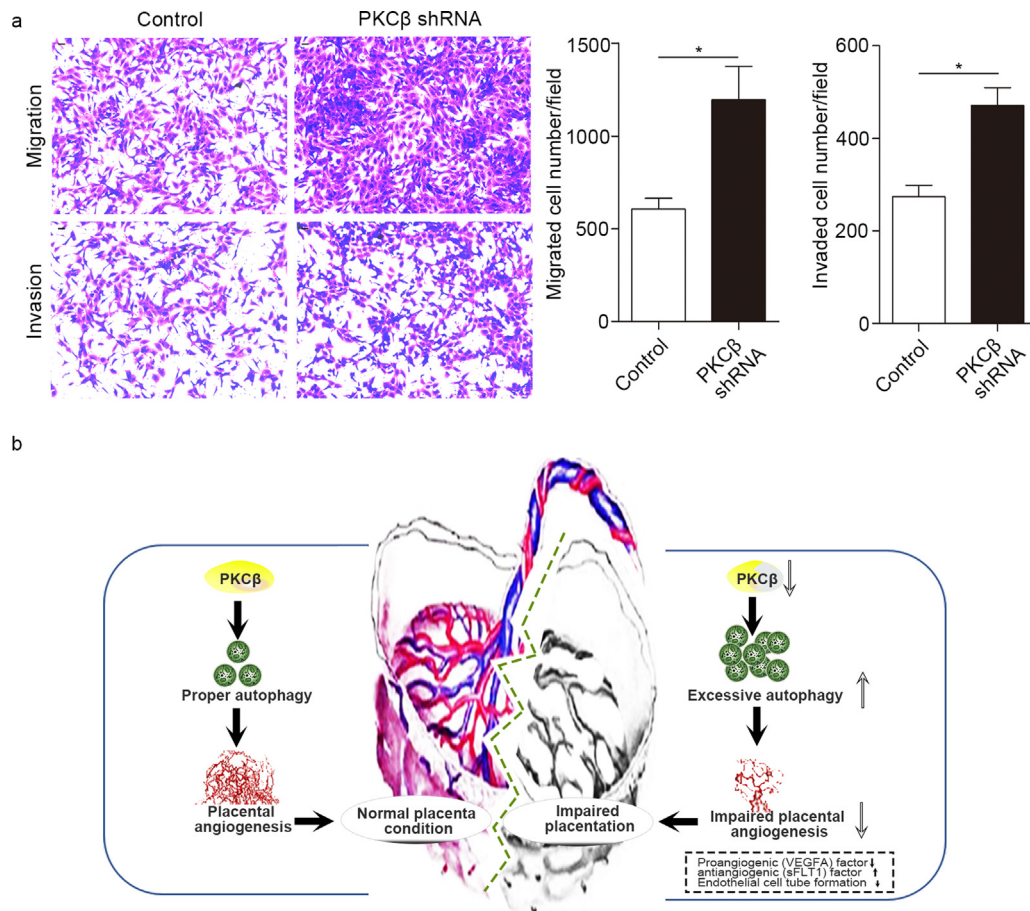 a
Control
PKCβ shRNA
Migration
Invasion
Migrated cell number/field
1500
1000
500
0
*
Control
PKCβ
shRNA
Invaded cell number/field
600
400
200
0
*
Control
PKCβ
shRNA
b
PKCβ
Proper autophagy
Placental
angiogenesis
Normal placenta
condition
Impaired
placentation
PKCβ
Excessive autophagy
Impaired placental
angiogenesis
Proangiogenic (VEGFA) factor
antiangiogenic (sFLT1) factor
Endothelial cell tube formation